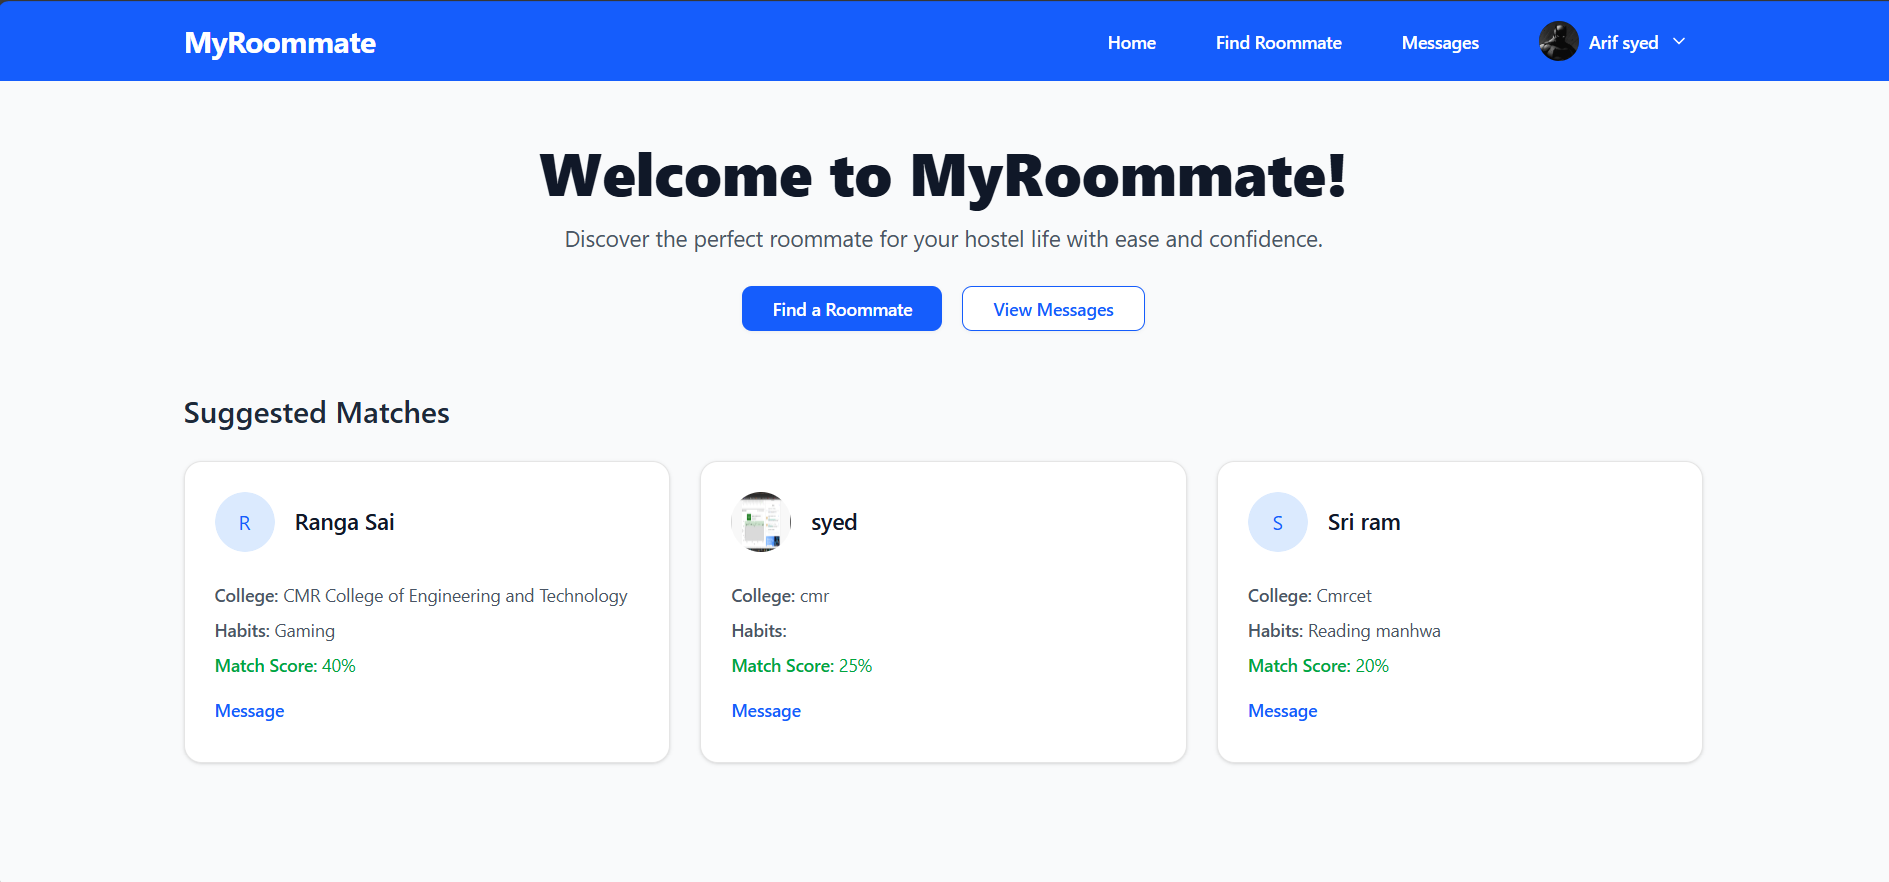 MyRoommate
Home
Find Roommate
Messages
Arif syed
Welcome to MyRoommate!
Discover the perfect roommate for your hostel life with ease and confidence.
Find a Roommate
View Messages
Suggested Matches
R
Ranga Sai
College: CMR College of Engineering and Technology
Habits: Gaming
Match Score: 40%
Message
syed
College: cmr
Habits:
Match Score: 25%
Message
S
Sri ram
College: Cmrcet
Habits: Reading manhwa
Match Score: 20%
Message